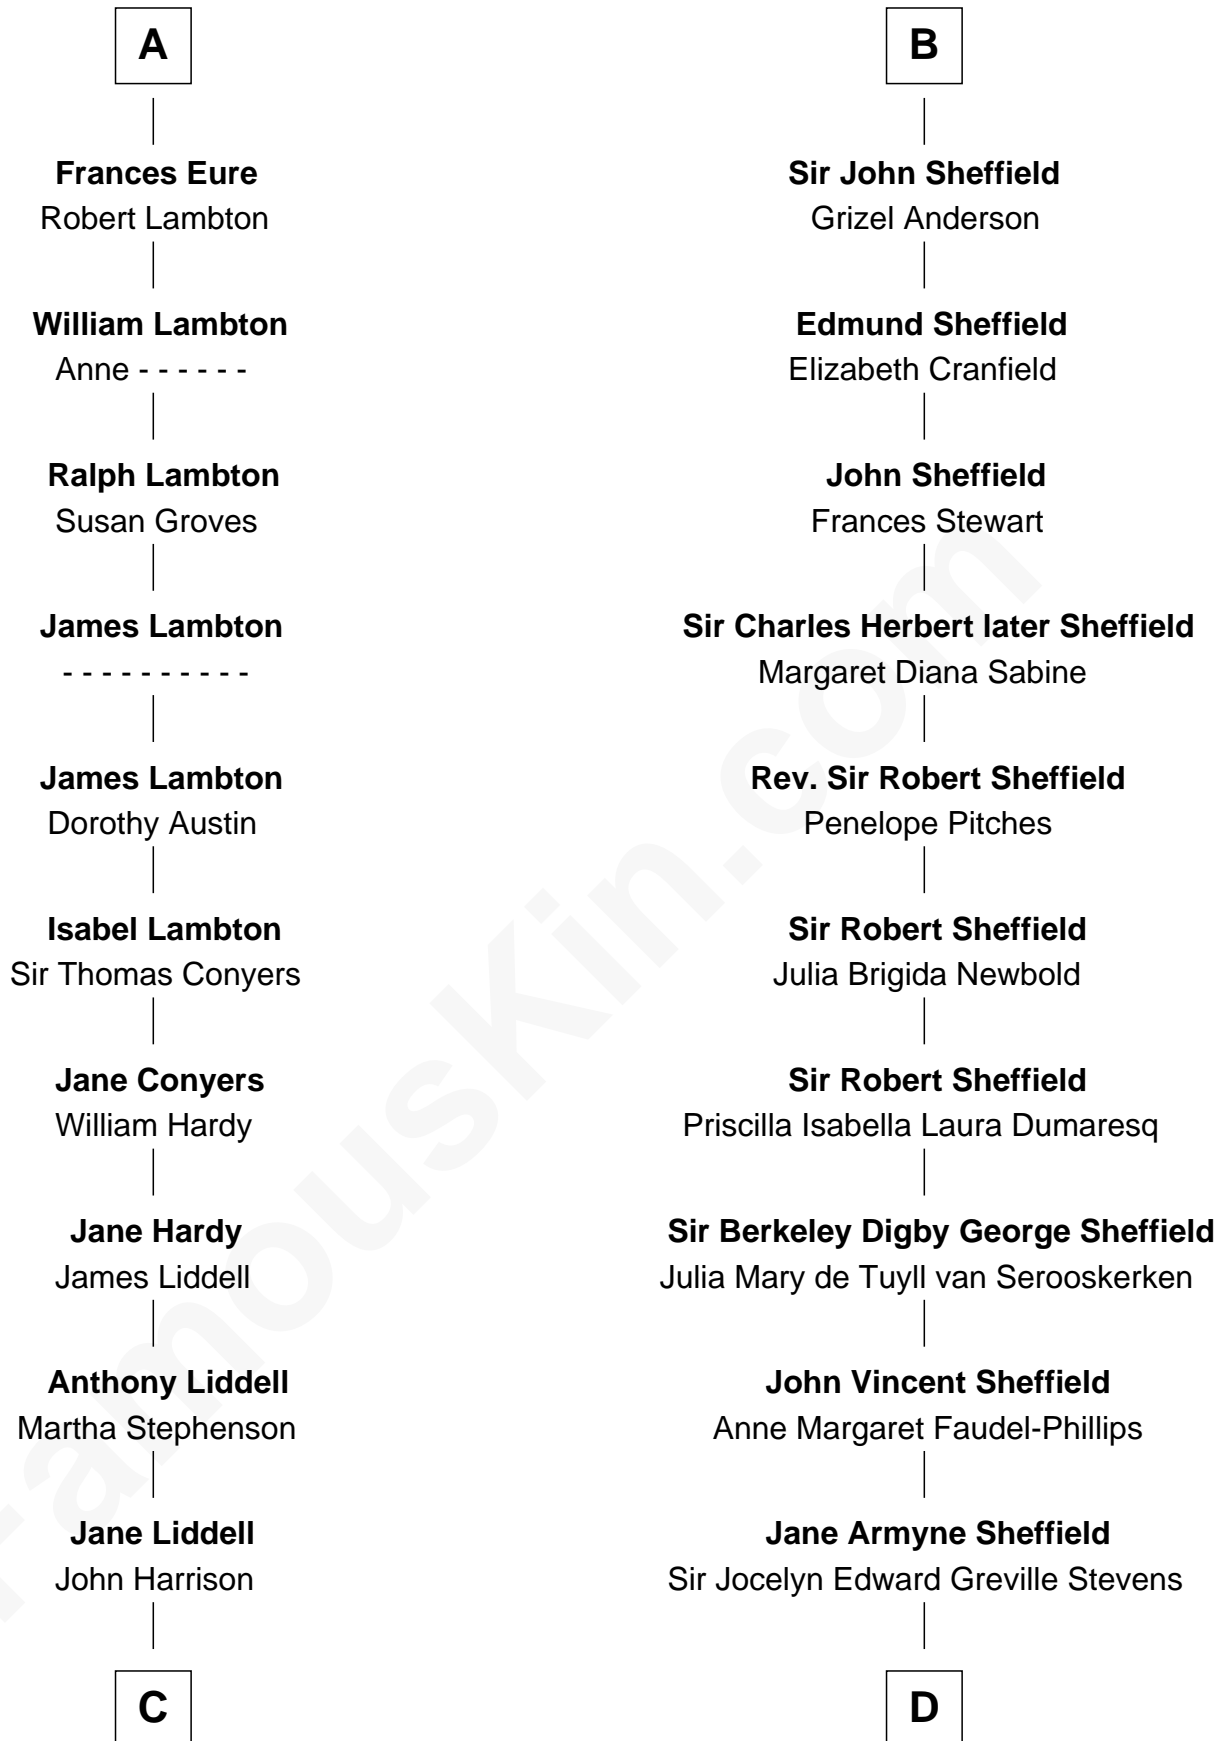 A
Frances Eure
Robert Lambton
William Lambton
Anne - - - - - -
Ralph Lambton
Susan Groves
James Lambton
- - - - - - - - - -
James Lambton
Dorothy Austin
Isabel Lambton
Sir Thomas Conyers
Jane Conyers
William Hardy
Jane Hardy
James Liddell
Anthony Liddell
Martha Stephenson
Jane Liddell
John Harrison
C
B
Sir John Sheffield
Grizel Anderson
Edmund Sheffield
Elizabeth Cranfield
John Sheffield
Frances Stewart
Sir Charles Herbert later Sheffield
Margaret Diana Sabine
Rev. Sir Robert Sheffield
Penelope Pitches
Sir Robert Sheffield
Julia Brigida Newbold
Sir Robert Sheffield
Priscilla Isabella Laura Dumaresq
Sir Berkeley Digby George Sheffield
Julia Mary de Tuyll van Serooskerken
John Vincent Sheffield
Anne Margaret Faudel-Phillips
Jane Armyne Sheffield
Sir Jocelyn Edward Greville Stevens
D
FamousKin.com